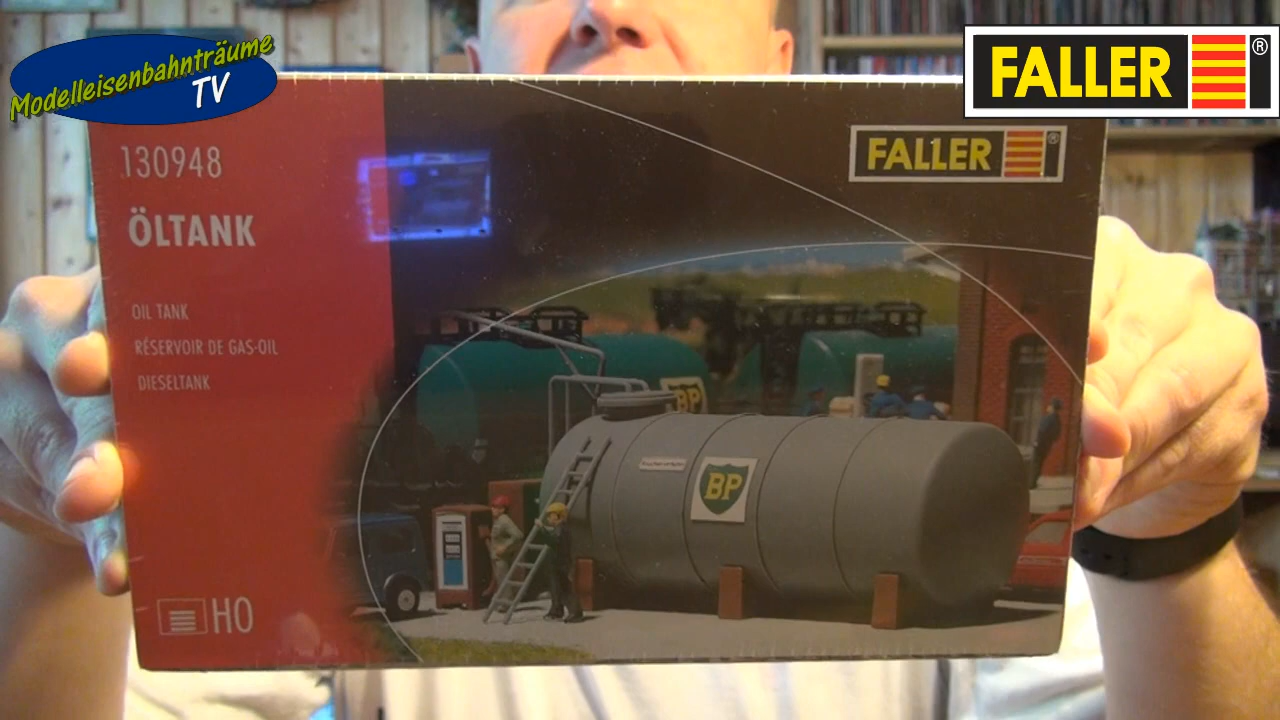 Modelleisenbahnträume
TV
FALLER®
130948
FALLER®
ÖLTANK
OIL TANK
RÉSERVOIR DE GAS-OIL
DIESELTANK
BP
BP
H0